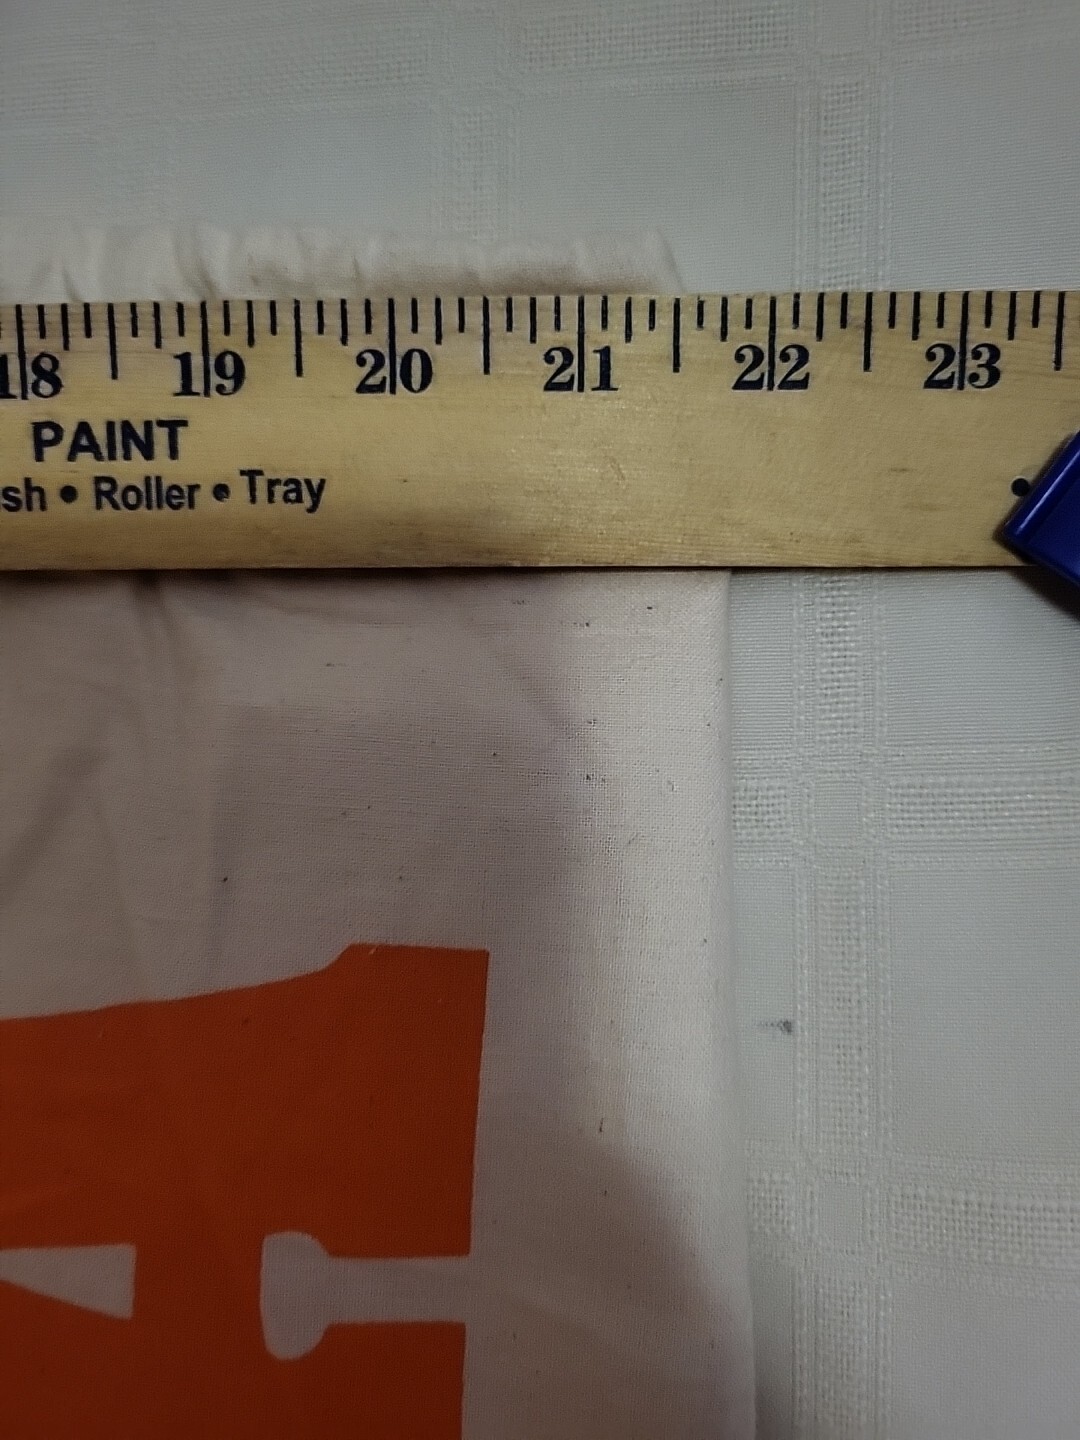 18 19 20 21 22 23
PAINT
sh • Roller • Tray